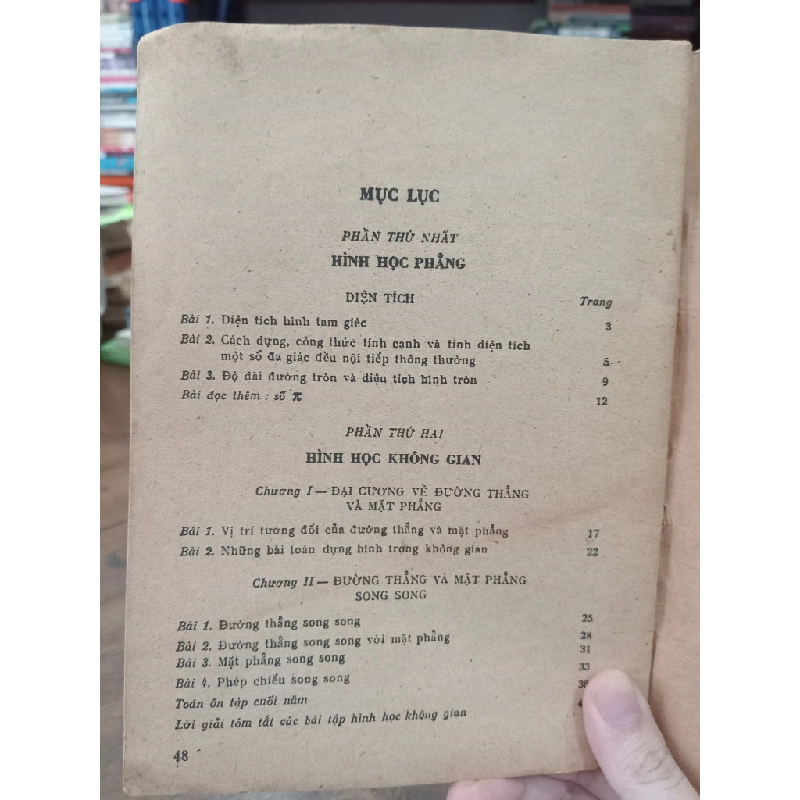 MỤC LỤC
PHẦN THỨ NHẤT
HÌNH HỌC PHẲNG
DIỆN TÍCH Trang
Bài 1. Diện tích hình tam giác 3
Bài 2. Cách dựng, công thức tính cạnh và tính diện tích
một số đa giác đều nội tiếp thông thường 5
Bài 3. Độ dài đường tròn và diện tích hình tròn 9
Bài đọc thêm : số π 12
PHẦN THỨ HAI
HÌNH HỌC KHÔNG GIAN
Chương I — ĐẠI CƯƠNG VỀ ĐƯỜNG THẲNG
VÀ MẶT PHẲNG
Bài 1. Vị trí tương đối của đường thẳng và mặt phẳng 17
Bài 2. Những bài toán dựng hình trong không gian 22
Chương II — ĐƯỜNG THẲNG VÀ MẶT PHẲNG
SONG SONG
Bài 1. Đường thẳng song song 25
Bài 2. Đường thẳng song song với mặt phẳng 28
Bài 3. Mặt phẳng song song 31
Bài 4. Phép chiếu song song 33
Toán ôn tập cuối năm
Lời giải tóm tắt các bài tập hình học không gian
48